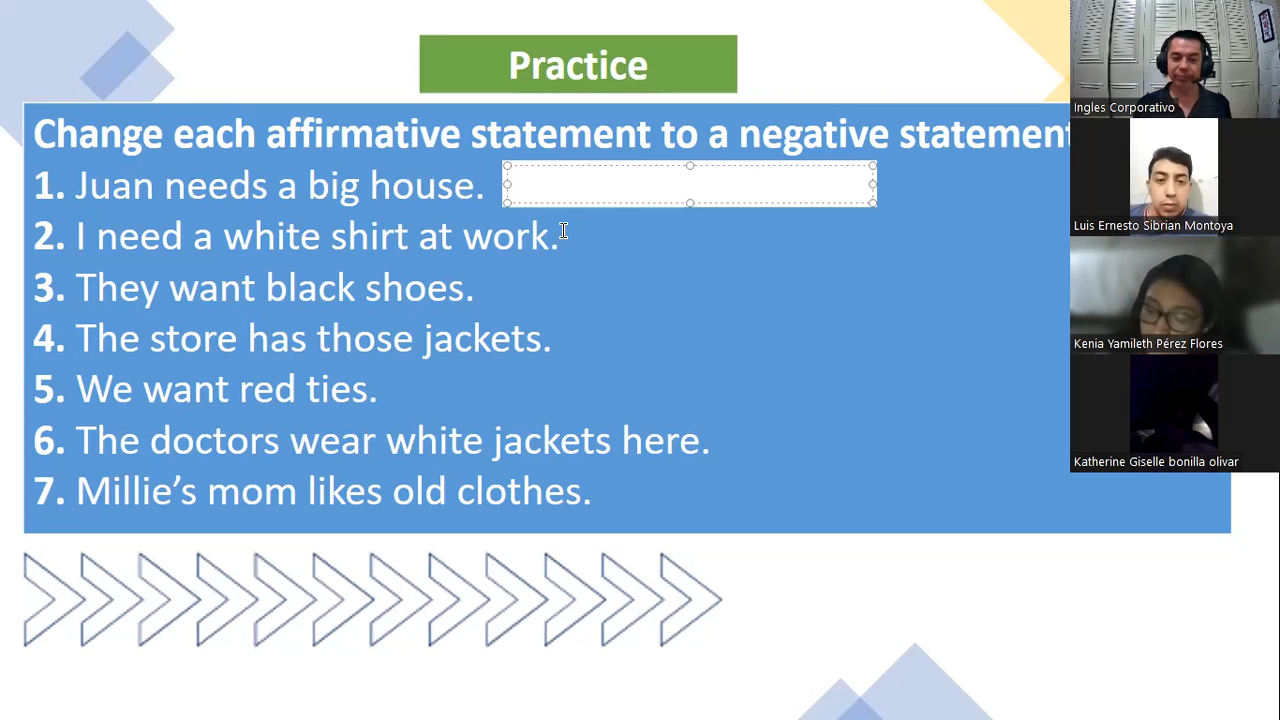 Practice
Change each affirmative statement to a negative statement
1. Juan needs a big house.
2. I need a white shirt at work.
3. They want black shoes.
4. The store has those jackets.
5. We want red ties.
6. The doctors wear white jackets here.
7. Millie’s mom likes old clothes.
Ingles Corporativo
Luis Ernesto Sibrian Montoya
Kenia Yamileth Pérez Flores
Katherine Giselle bonilla olivar